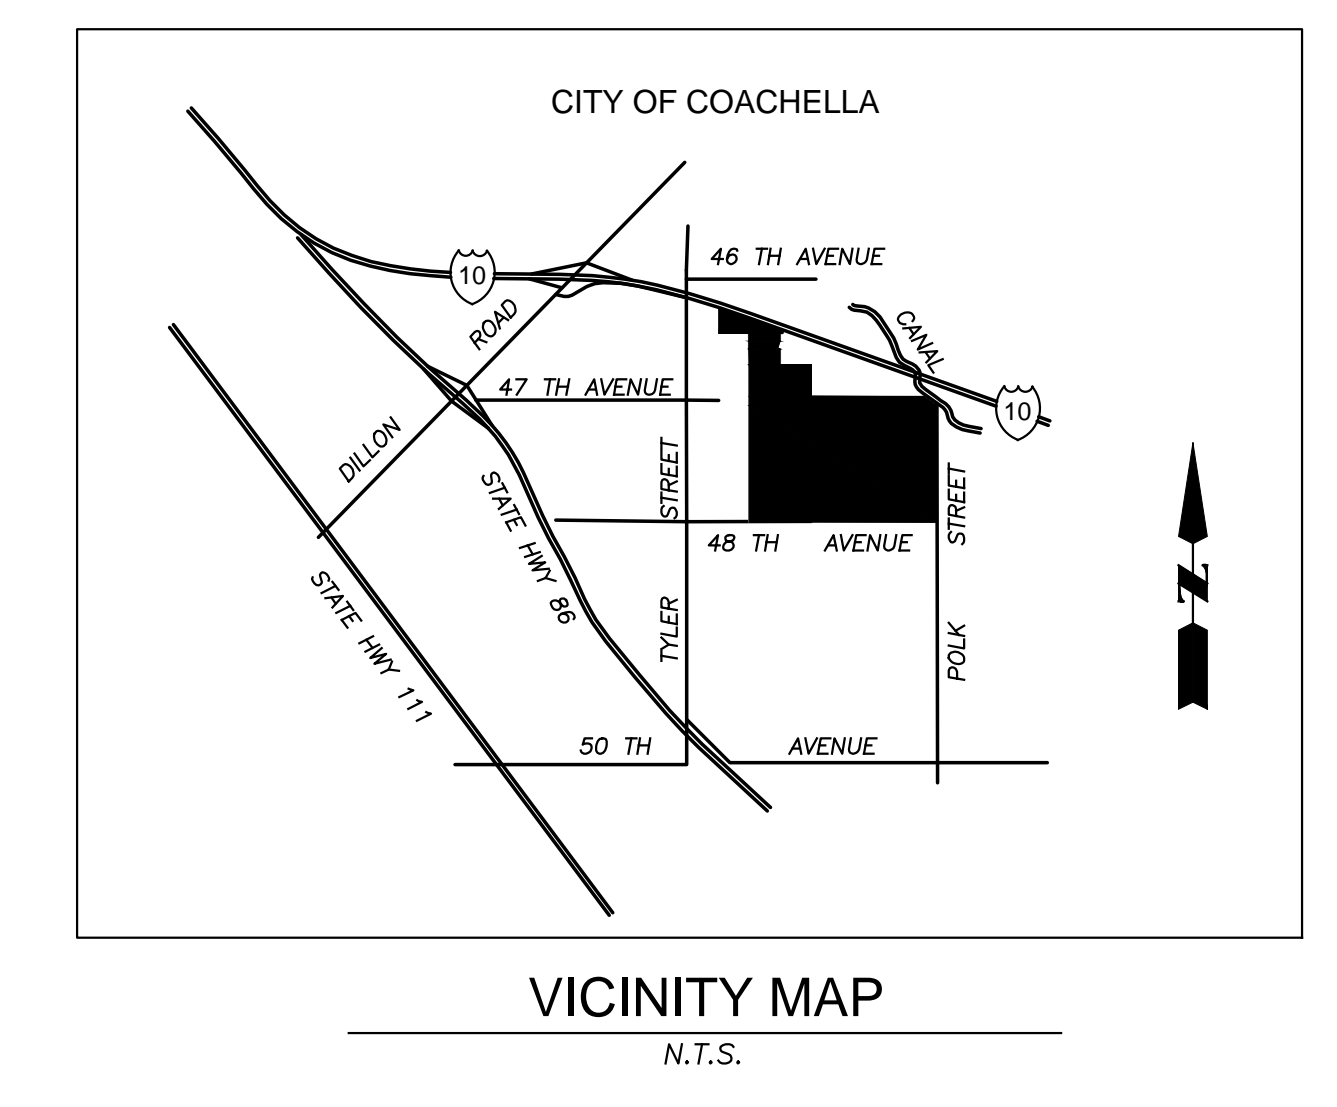 CITY OF COACHELLA
46 TH AVENUE
10
ROAD
CANAL
47 TH AVENUE
10
DILLON
STREET
STATE HWY 86
STREET
48 TH AVENUE
STATE HWY 111
TYLER
POLK
N
50 TH AVENUE
VICINITY MAP
N.T.S.